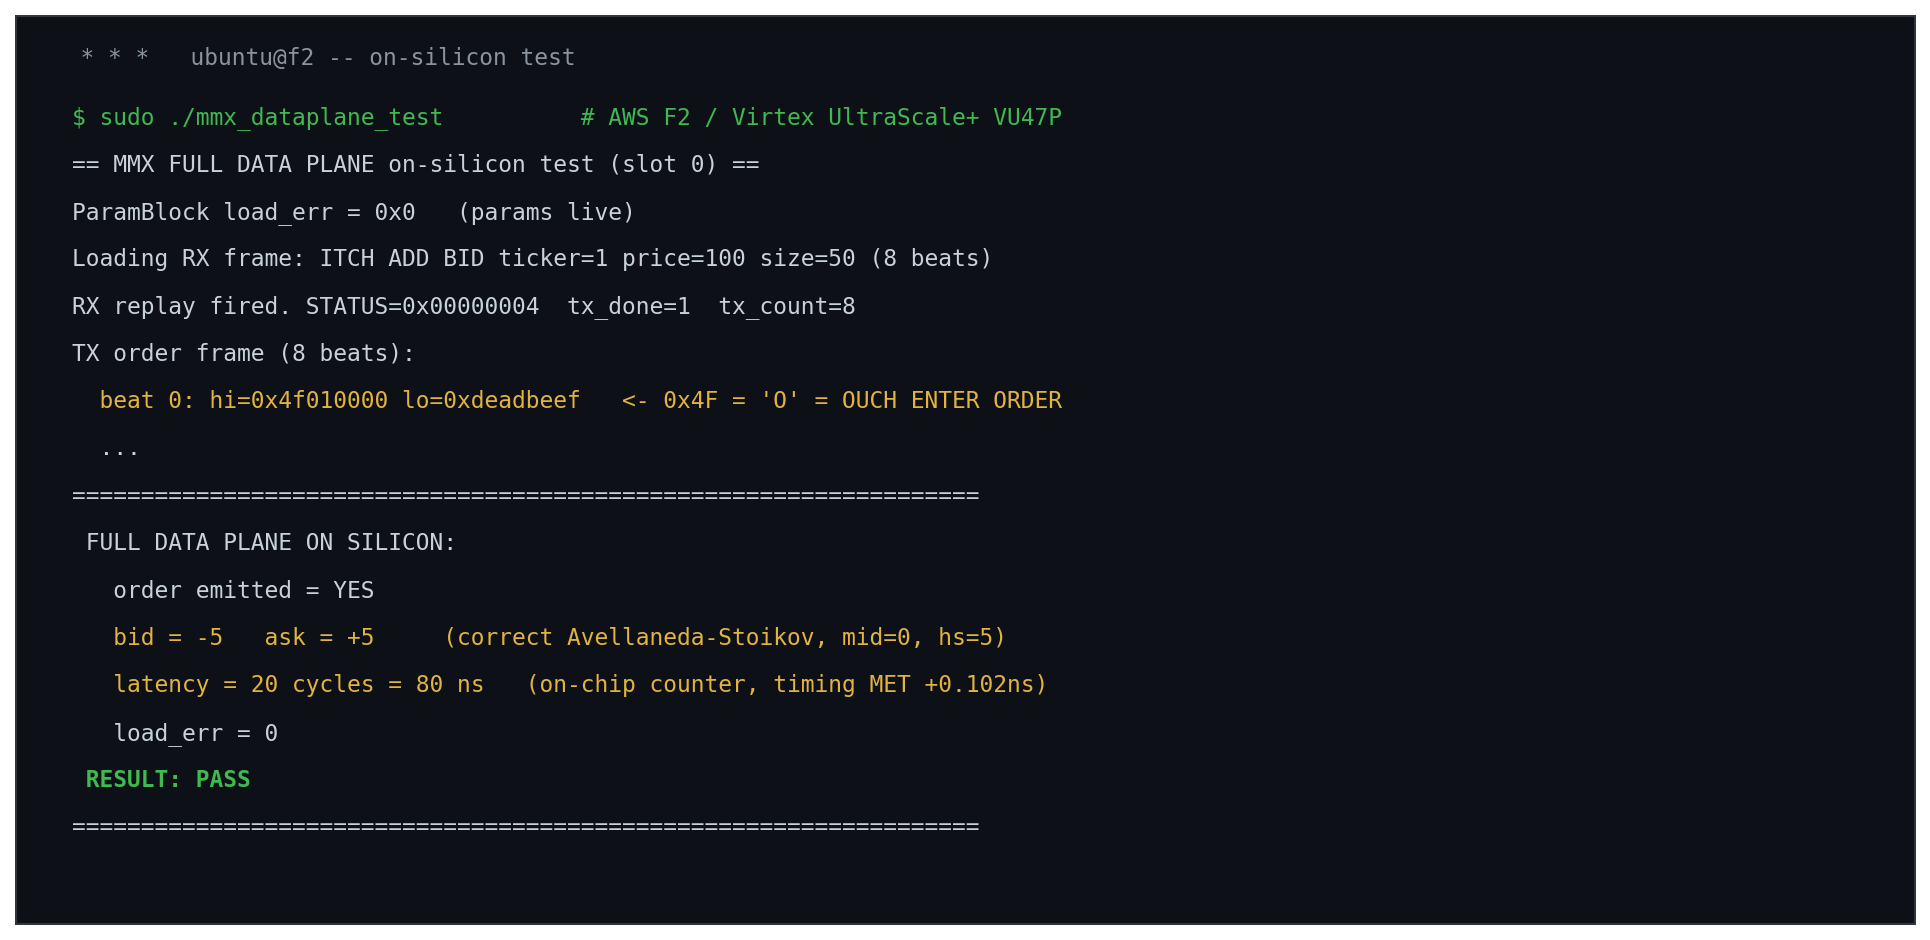 * * *   ubuntu@f2 -- on-silicon test
$ sudo ./mmx_dataplane_test          # AWS F2 / Virtex UltraScale+ VU47P
== MMX FULL DATA PLANE on-silicon test (slot 0) ==
ParamBlock load_err = 0x0   (params live)
Loading RX frame: ITCH ADD BID ticker=1 price=100 size=50 (8 beats)
RX replay fired. STATUS=0x00000004  tx_done=1  tx_count=8
TX order frame (8 beats):
  beat 0: hi=0x4f010000 lo=0xdeadbeef   <- 0x4F = 'O' = OUCH ENTER ORDER
  ...
==================================================================
 FULL DATA PLANE ON SILICON:
   order emitted = YES
   bid = -5   ask = +5     (correct Avellaneda-Stoikov, mid=0, hs=5)
   latency = 20 cycles = 80 ns   (on-chip counter, timing MET +0.102ns)
   load_err = 0
 RESULT: PASS
==================================================================